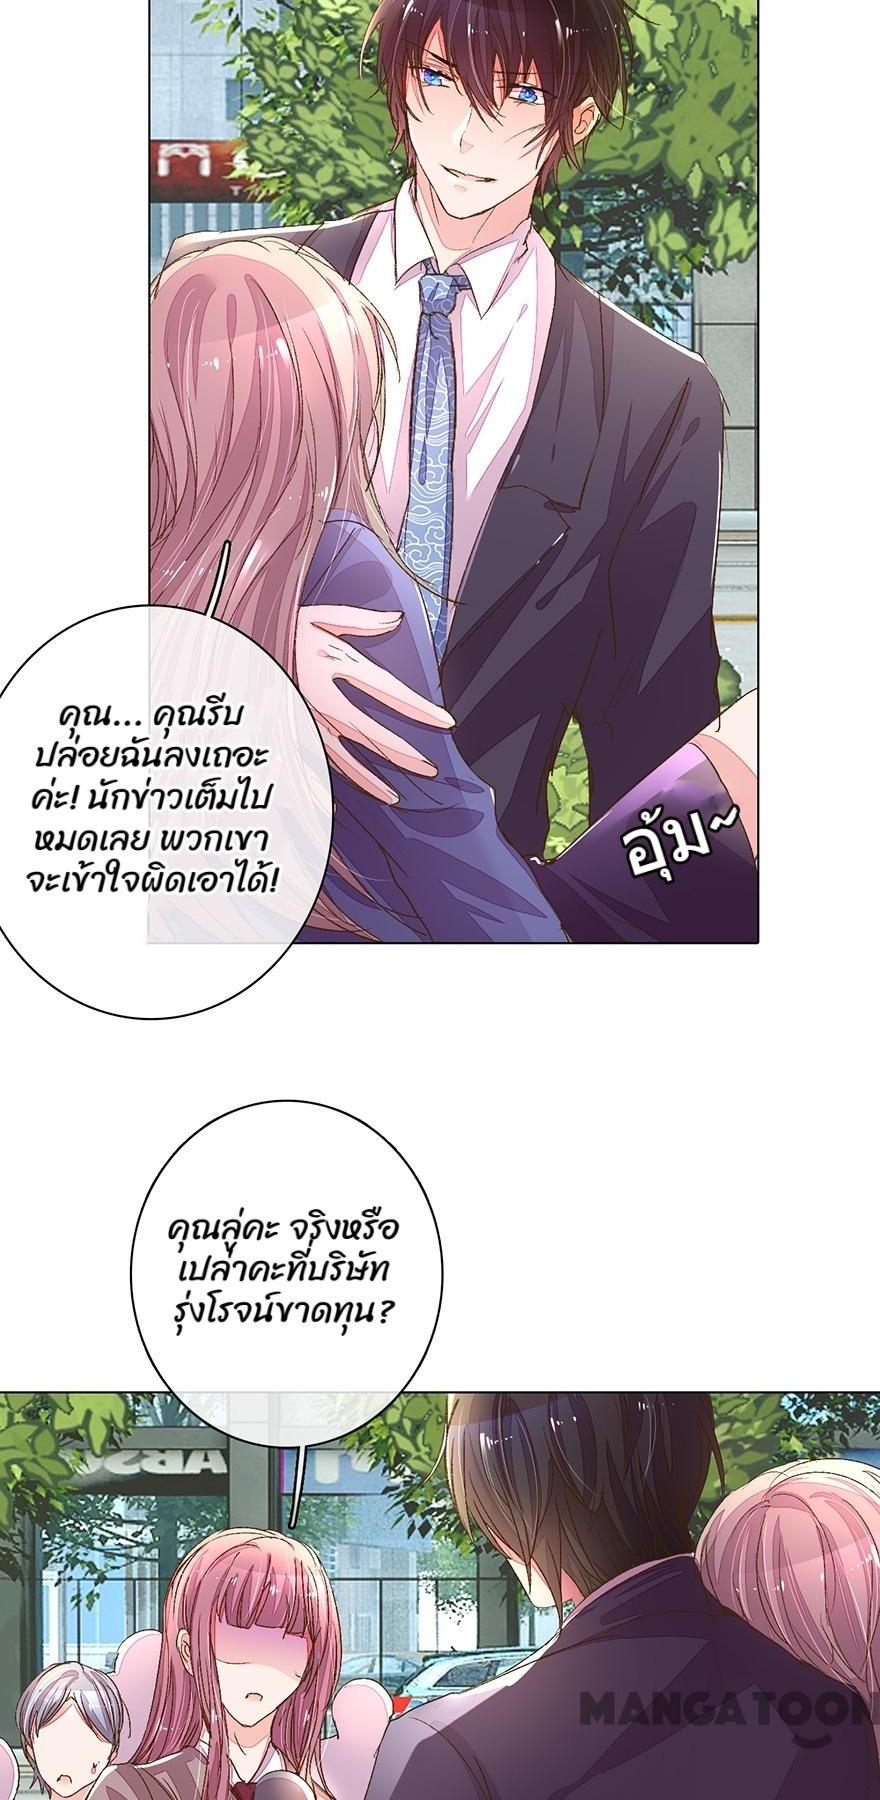 คุณ... คุณรีบ
ปล่อยฉันลงเถอะ
ค่ะ! นักข่าวเต็มไป
หมดเลย พวกเขา
จะเข้าใจผิดเอาได้!
อุ้ม~
คุณลู่คะ จริงหรือ
เปล่าคะที่บริษัท
รุ่งโรจน์ขาดทุน?
MANGATOON